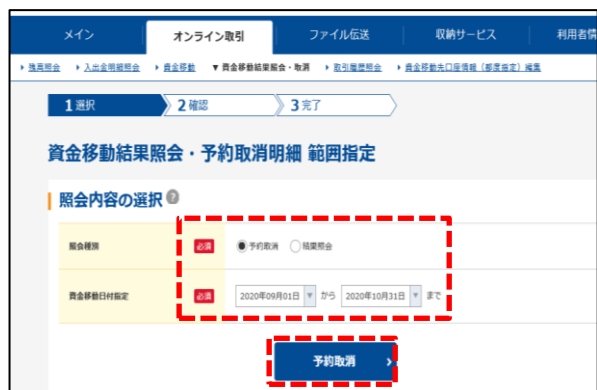 メイン オンライン取引 ファイル伝送 収納サービス 利用者情
残高照会 入出金明細照会 資金移動 ▼資金移動結果照会・取消 取引履歴照会 資金移動先口座情報（都度指定）編集
1 選択 2 確認 3 完了
資金移動結果照会・予約取消明細 範囲指定
照会内容の選択 ?
照会種別 必須 予約取消 結果照会
資金移動日付指定 必須 2020年09月01日 から 2020年10月31日 まで
予約取消